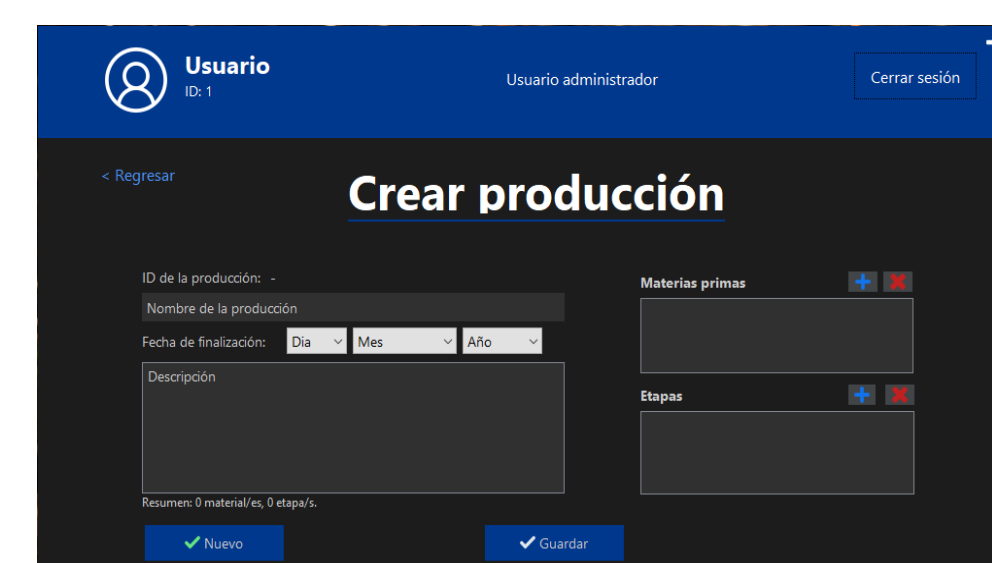 Usuario
ID: 1
Usuario administrador
Cerrar sesión
< Regresar
Crear producción
ID de la producción: -
Nombre de la producción
Fecha de finalización: Dia Mes Año
Descripción
Resumen: 0 material/es, 0 etapa/s.
Materias primas
Etapas
Nuevo
Guardar